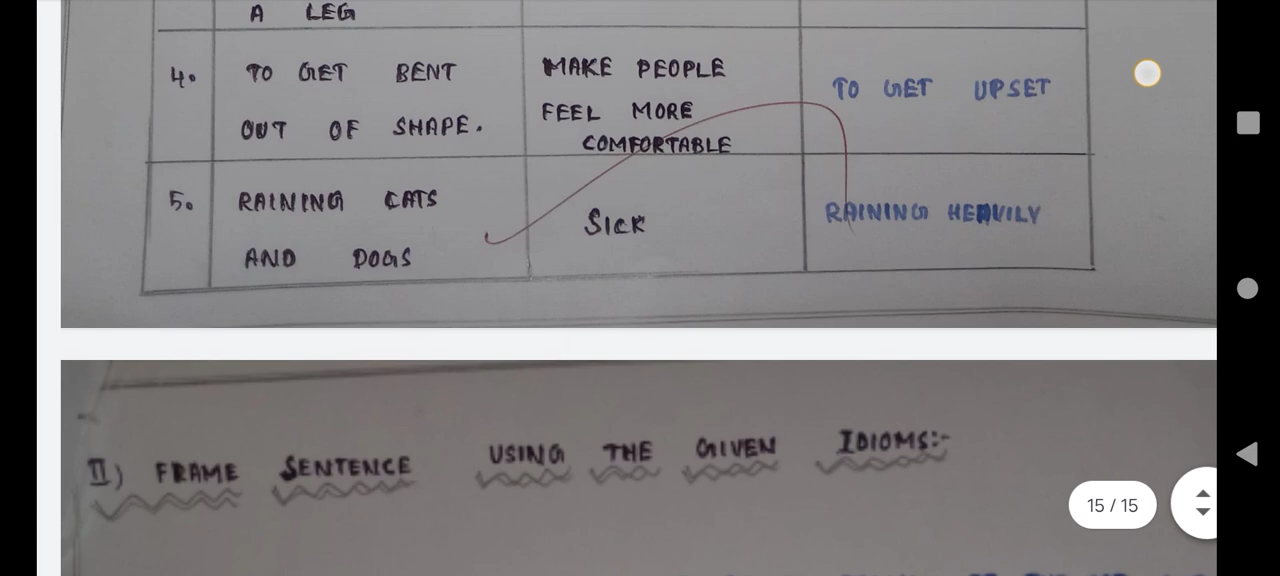 A LEG
4. TO GET BENT
OUT OF SHAPE.
MAKE PEOPLE
FEEL MORE
COMFORTABLE
TO GET UPSET
5. RAINING CATS
AND DOGS
SICK
RAINING HEAVILY
II) FRAME SENTENCE USING THE GIVEN IDIOMS:-
15 / 15